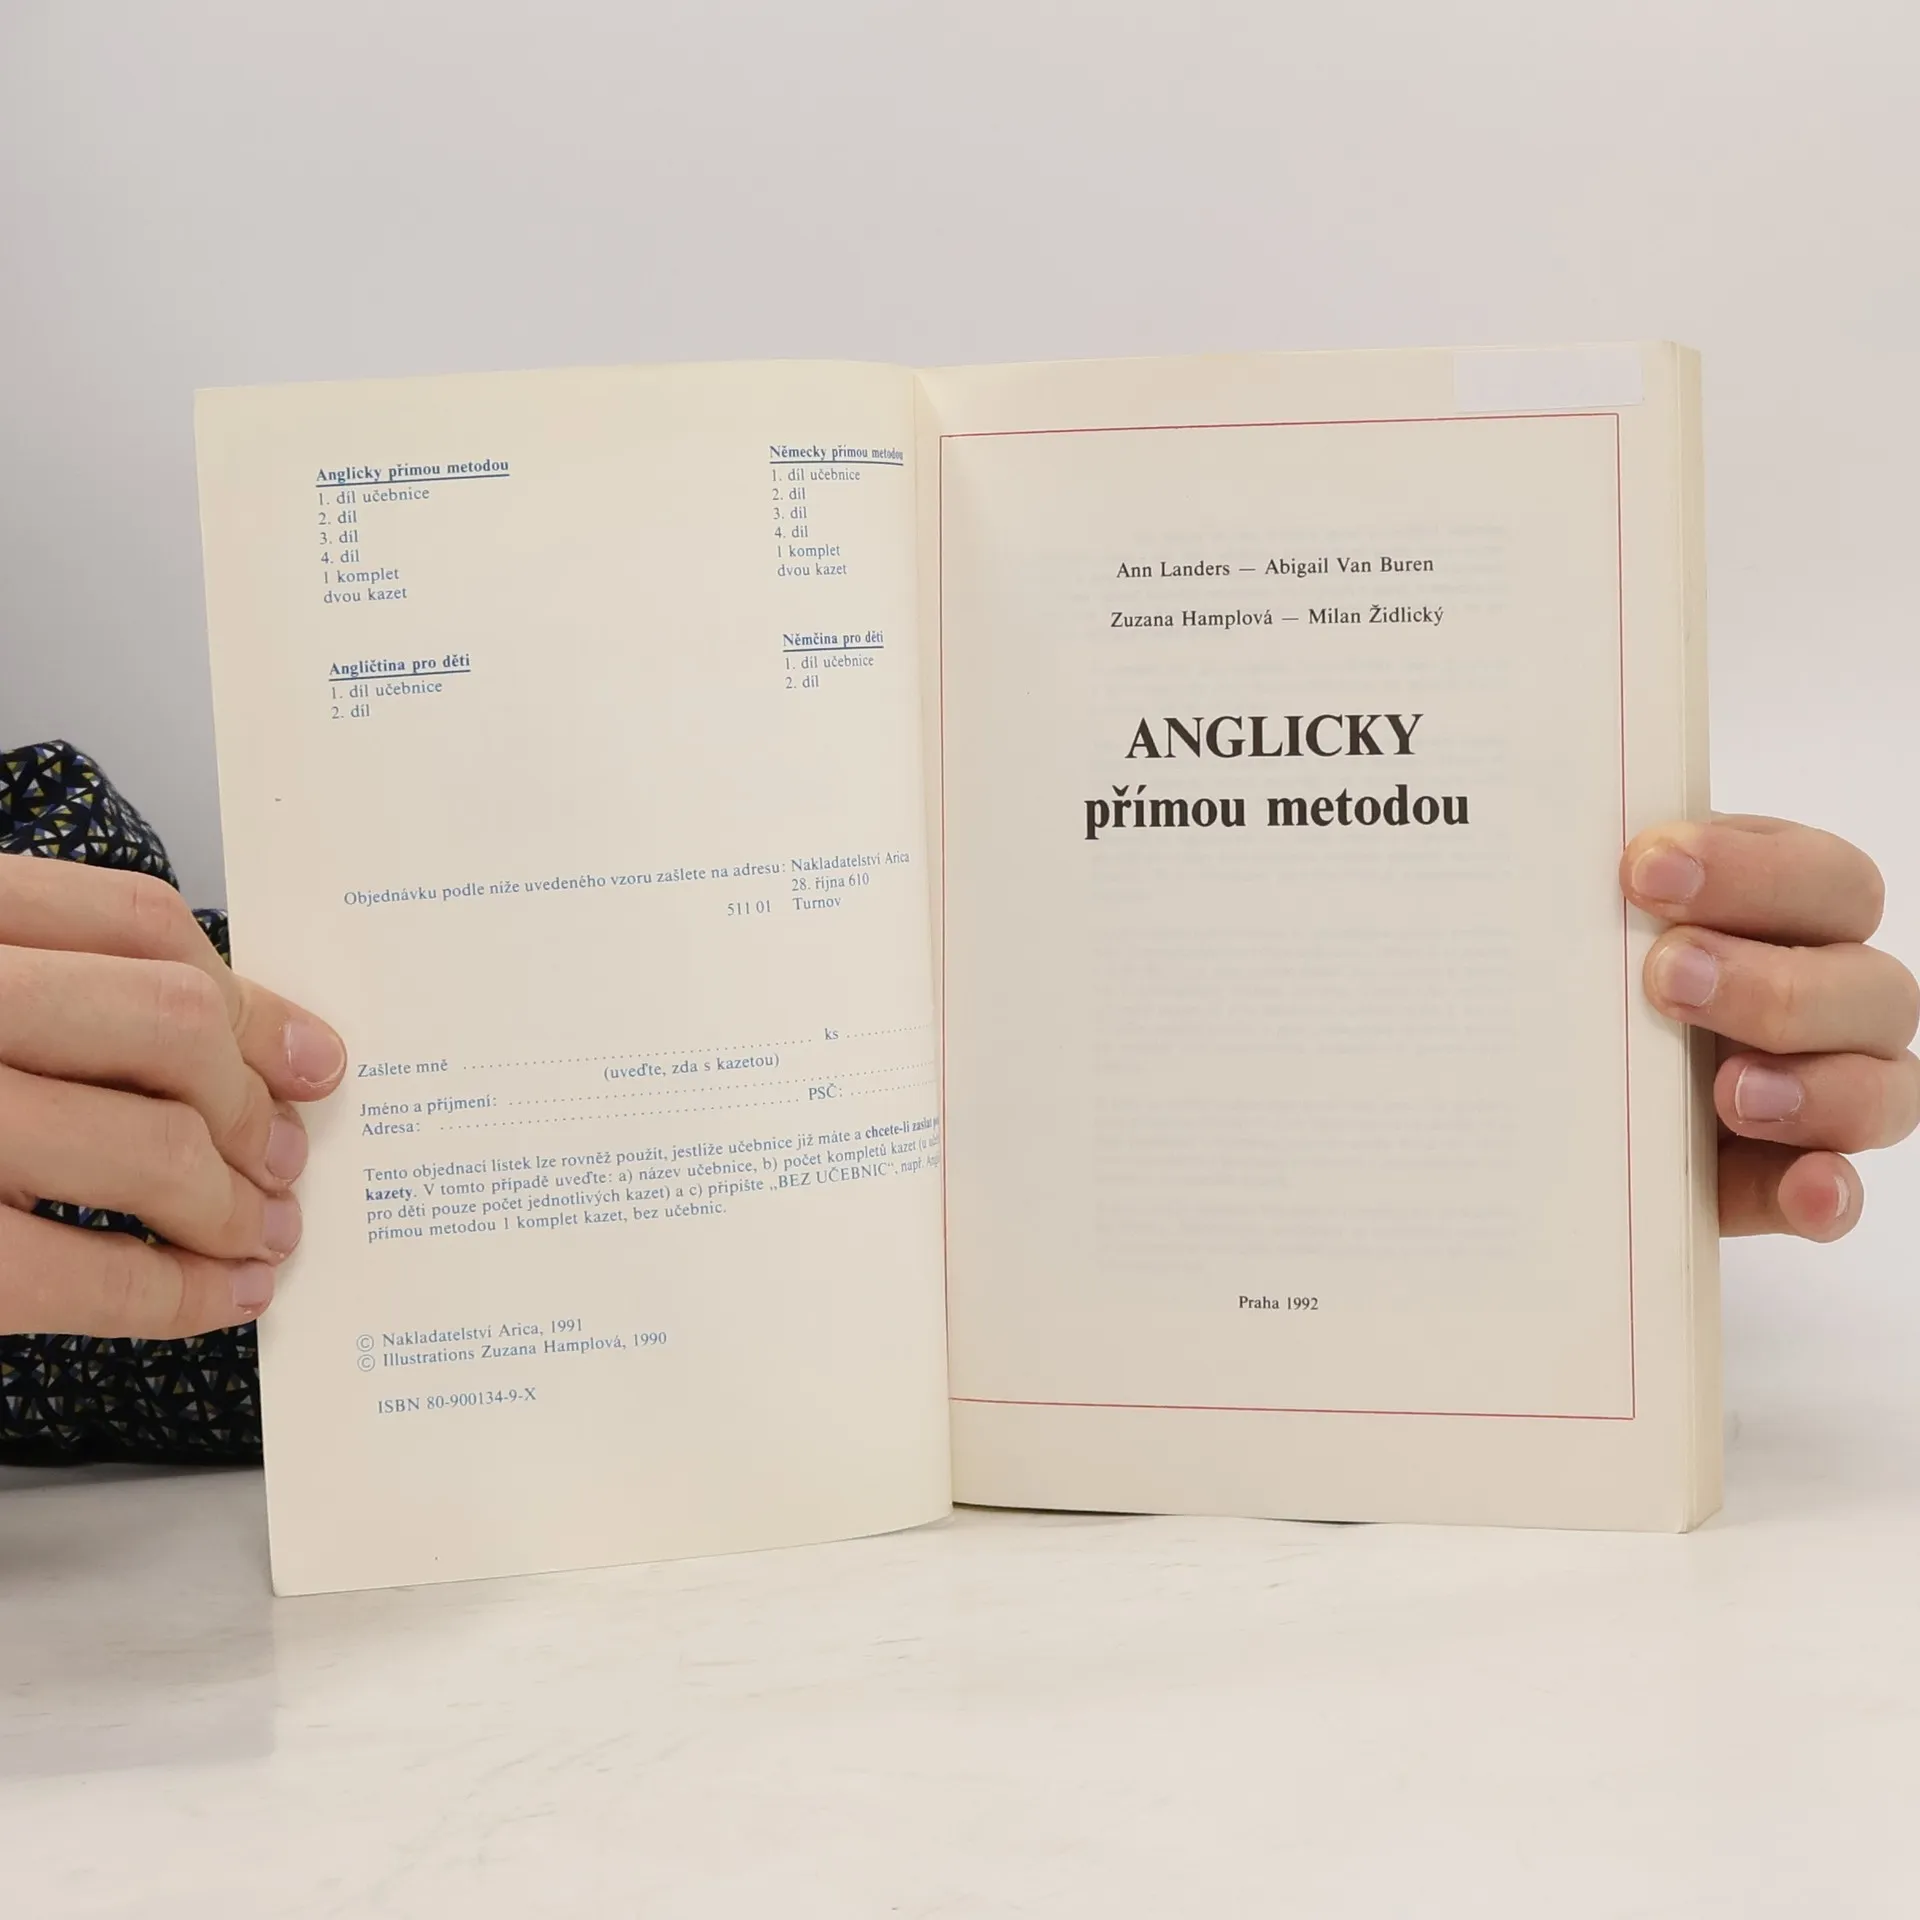 Anglicky přímou metodou
1. díl učebnice
2. díl
3. díl
4. díl
1 komplet
dvou kazet
Angličtina pro děti
1. díl učebnice
2. díl
Německy přímou metodou
1. díl učebnice
2. díl
3. díl
4. díl
1 komplet
dvou kazet
Němčina pro děti
1. díl učebnice
2. díl
Objednávku podle níže uvedeného vzoru zašlete na adresu: Nakladatelství Arica
28. října 610
511 01 Turnov
Zašlete mně ........................................ ks ..........
(uveďte, zda s kazetou)
Jméno a příjmení: ........................................
Adresa: ........................................ PSČ: ..........
Tento objednací lístek lze rovněž použít, jestliže učebnice již máte a chcete-li zaslat
kazety. V tomto případě uveďte: a) název učebnice, b) počet kompletů kazet (u
pro děti pouze počet jednotlivých kazet) a c) připište „BEZ UČEBNIC“, např.
přímou metodou 1 komplet kazet, bez učebnic.
© Nakladatelství Arica, 1991
© Illustrations Zuzana Hamplová, 1990
ISBN 80-900134-9-X
Ann Landers — Abigail Van Buren
Zuzana Hamplová — Milan Židlický
ANGLICKY
přímou metodou
Praha 1992